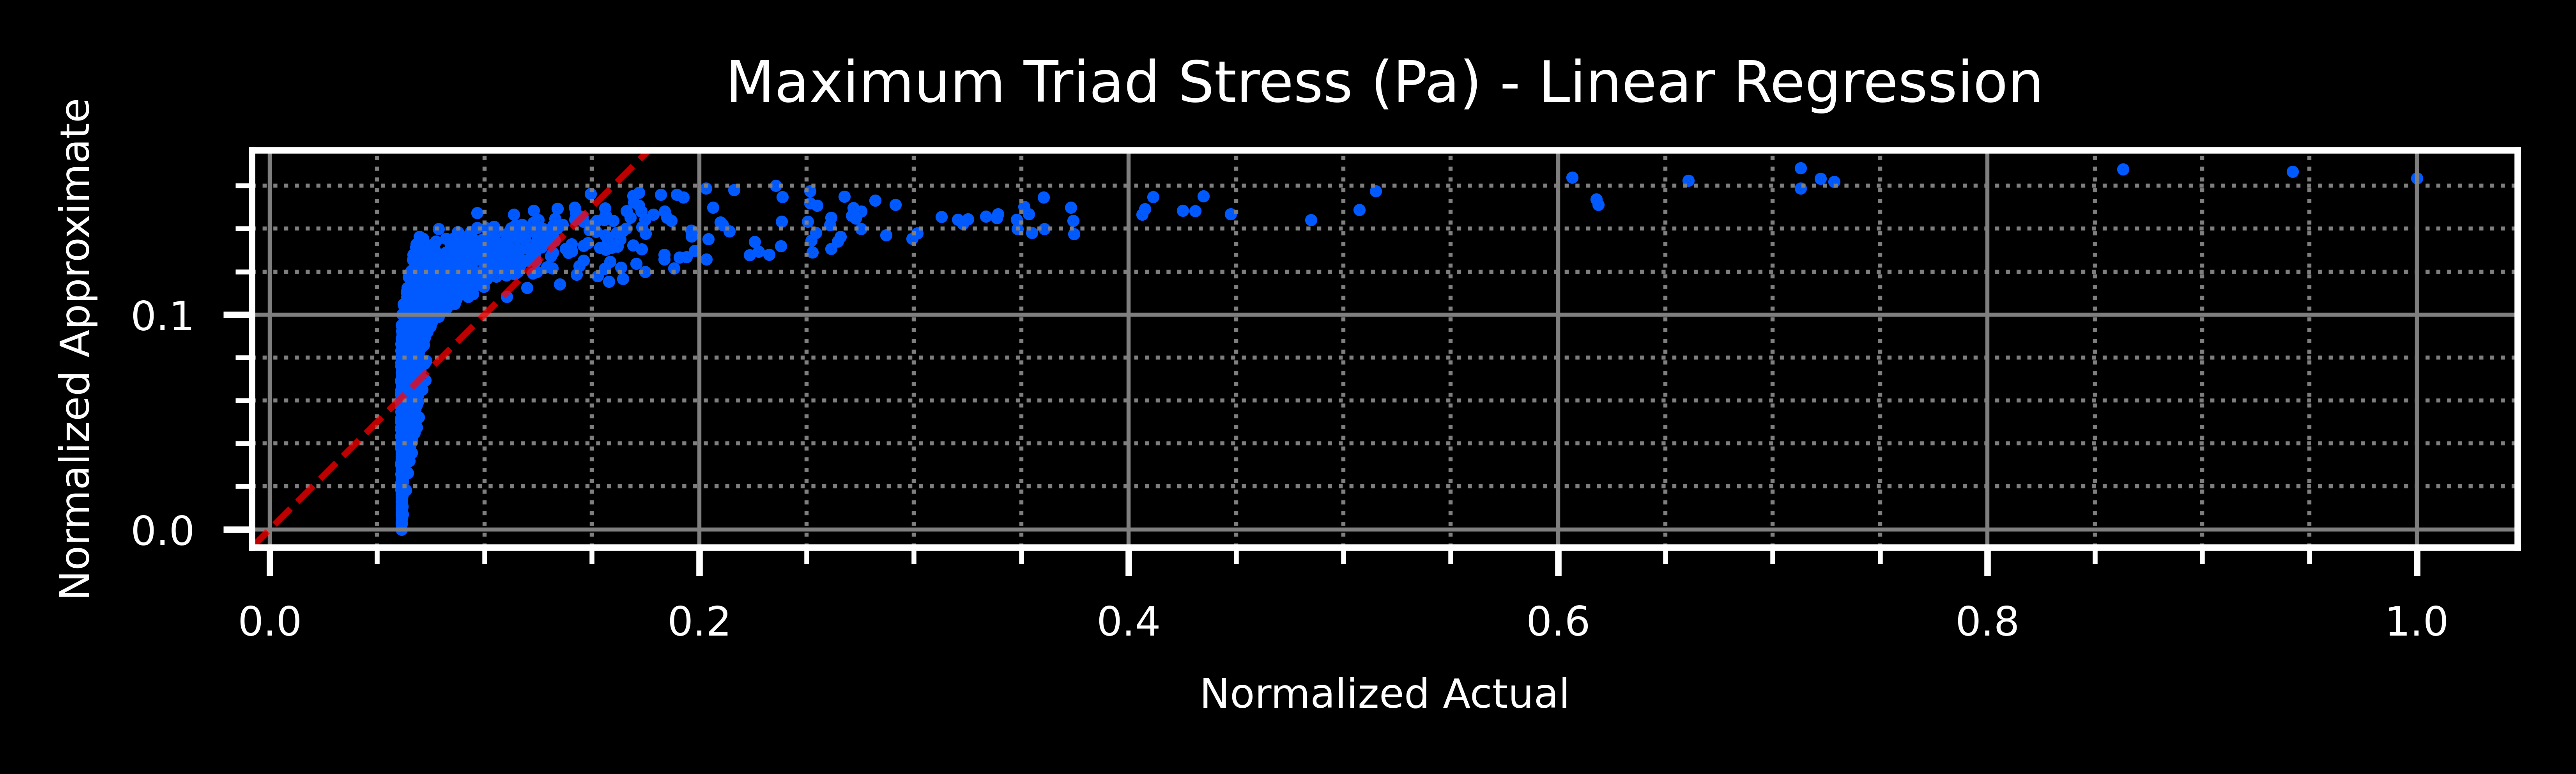 Maximum Triad Stress (Pa) - Linear Regression
Normalized Approximate
0.1
0.0
0.0 0.2 0.4 0.6 0.8 1.0
Normalized Actual